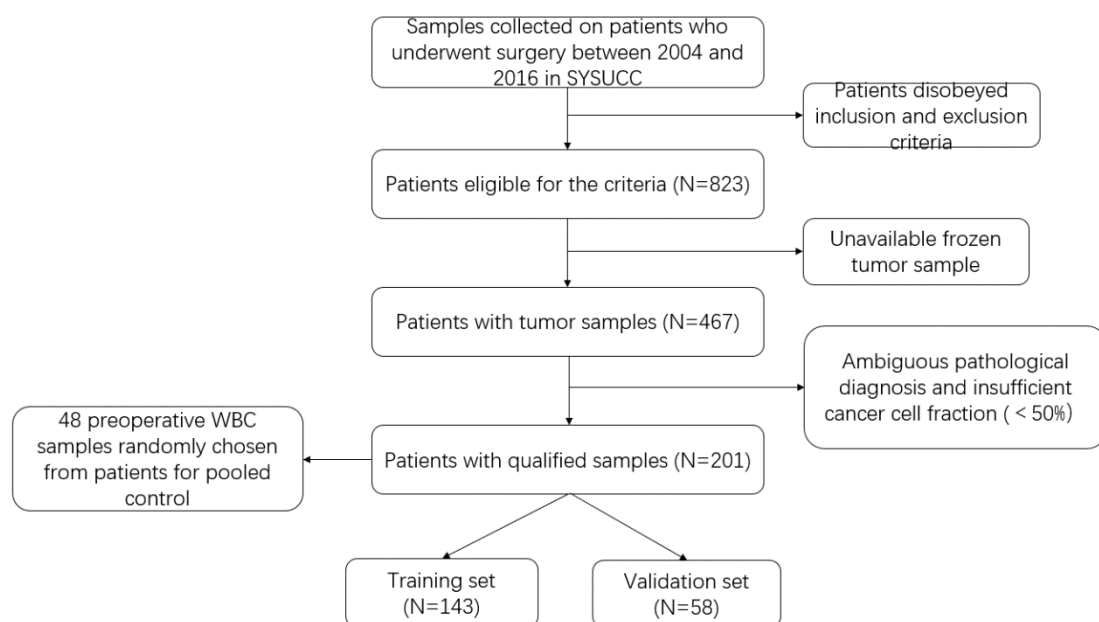 Samples collected on patients who
underwent surgery between 2004 and
2016 in SYSUCC
Patients disobeyed
inclusion and exclusion
criteria
Patients eligible for the criteria (N=823)
Unavailable frozen
tumor sample
Patients with tumor samples (N=467)
Ambiguous pathological
diagnosis and insufficient
cancer cell fraction (<50%)
48 preoperative WBC
samples randomly chosen
from patients for pooled
control
Patients with qualified samples (N=201)
Training set
(N=143)
Validation set
(N=58)